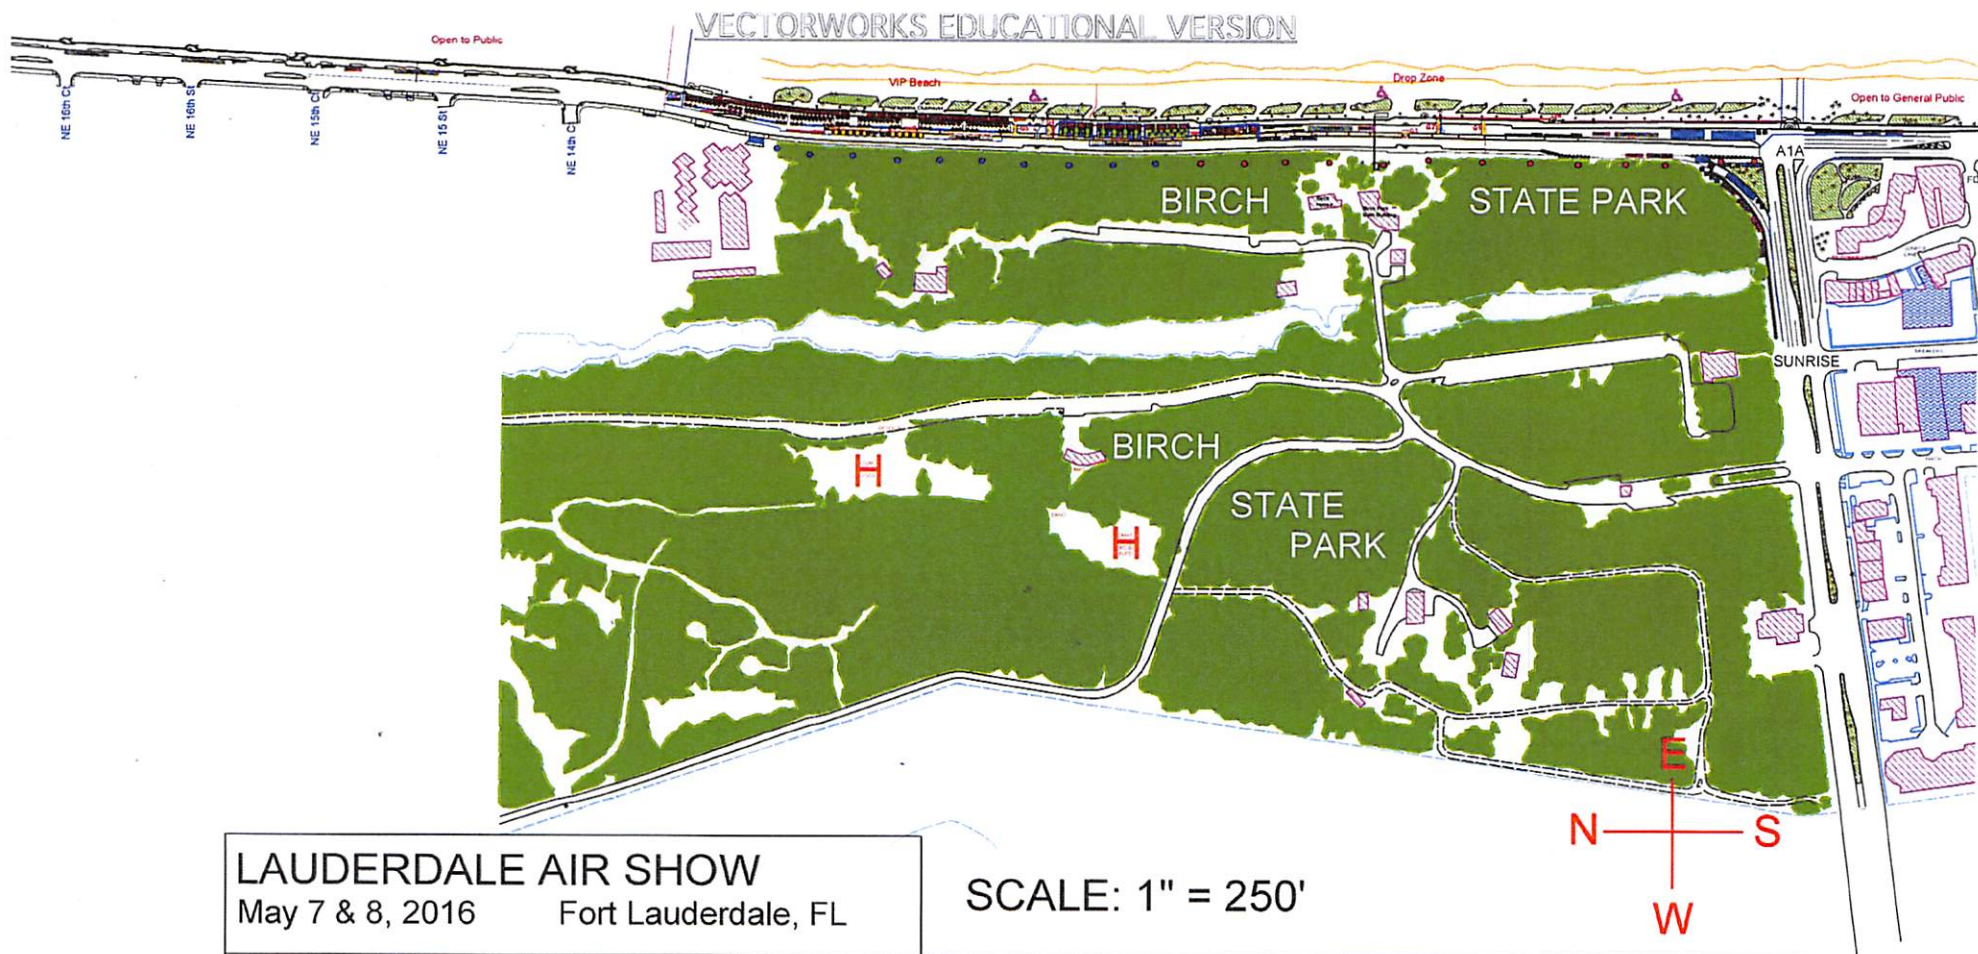 VECTORWORKS EDUCATIONAL VERSION
Open to Public
VIP Beach
Drop Zone
Open to General Public
NE 16th Ct
NE 16th St
NE 15th Ct
NE 15 St
NE 14th Ct
A1A
BIRCH
STATE PARK
SUNRISE
BIRCH
H
STATE
PARK
H
E
N
S
W
LAUDERDALE AIR SHOW
May 7 & 8, 2016 Fort Lauderdale, FL
SCALE: 1" = 250'